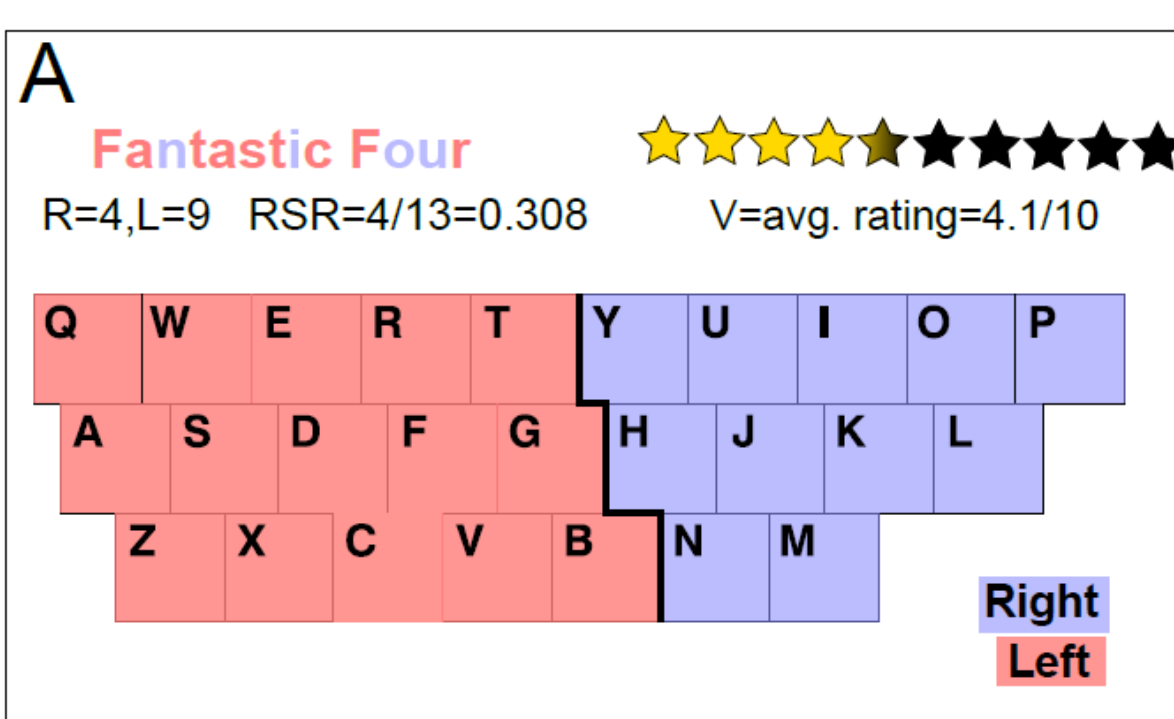 A
Fantastic Four
R=4,L=9 RSR=4/13=0.308 V=avg. rating=4.1/10
Q W E R T Y U I O P
A S D F G H J K L
Z X C V B N M
Right
Left